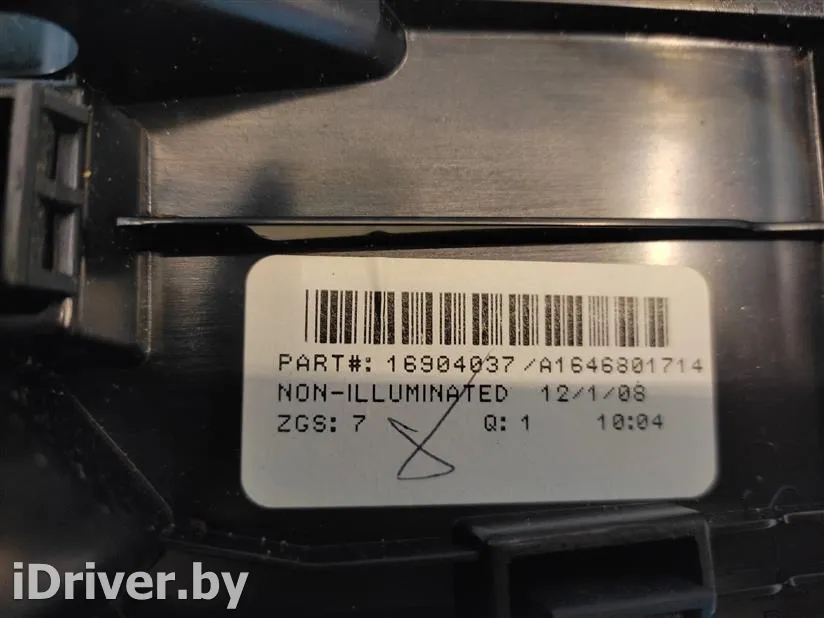 PART#: 16904037/A1646801714
NON-ILLUMINATED 12/1/08
ZGS: 7 Q: 1 10:04
iDriver.by